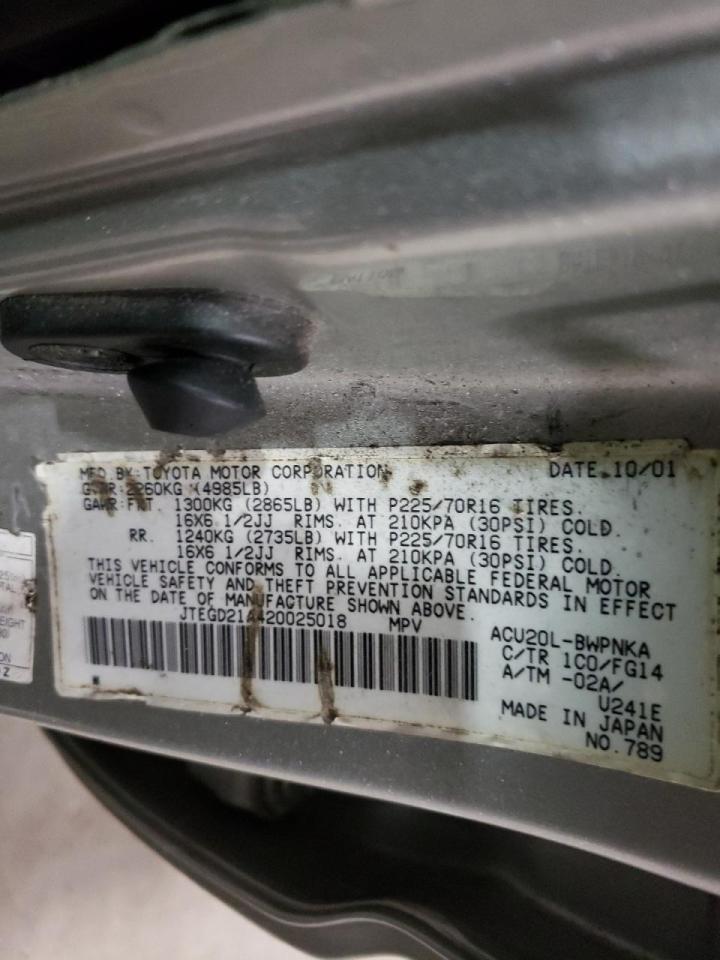 MFD BY: TOYOTA MOTOR CORPORATION DATE 10/01
2260KG (4985LB)
1300KG (2865LB) WITH P225/70R16 TIRES.
16X6 1/2JJ RIMS. AT 210KPA (30PSI) COLD.
RR. 1240KG (2735LB) WITH P225/70R16 TIRES.
16X6 1/2JJ RIMS. AT 210KPA (30PSI) COLD.
THIS VEHICLE CONFORMS TO ALL APPLICABLE FEDERAL MOTOR
VEHICLE SAFETY AND THEFT PREVENTION STANDARDS IN EFFECT
ON THE DATE OF MANUFACTURE SHOWN ABOVE.
JTEGD21A420025018 MPV
ACU20L-BWPNKA
C/TR 1C0/FG14
A/TM -02A/
U241E
MADE IN JAPAN
NO.789